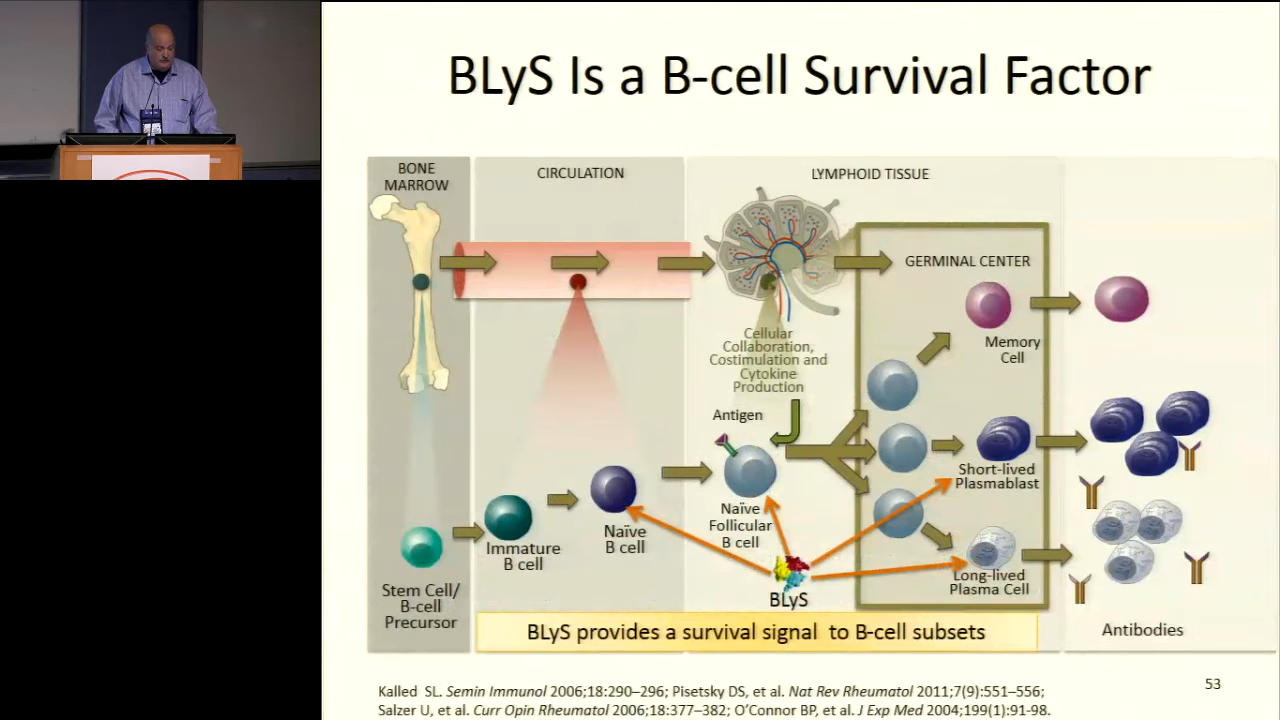 BLyS Is a B-cell Survival Factor
BONE
MARROW
CIRCULATION
LYMPHOID TISSUE
GERMINAL CENTER
Cellular
Collaboration,
Costimulation and
Cytokine
Production
Memory
Cell
Antigen
Short-lived
Plasmablast
Naïve
Follicular
B cell
Naïve
B cell
Immature
B cell
Stem Cell/
B-cell
Precursor
BLyS
Long-lived
Plasma Cell
Antibodies
BLyS provides a survival signal to B-cell subsets
Kalled SL. Semin Immunol 2006;18:290–296; Pisetsky DS, et al. Nat Rev Rheumatol 2011;7(9):551–556;
Salzer U, et al. Curr Opin Rheumatol 2006;18:377–382; O’Connor BP, et al. J Exp Med 2004;199(1):91-98.
53